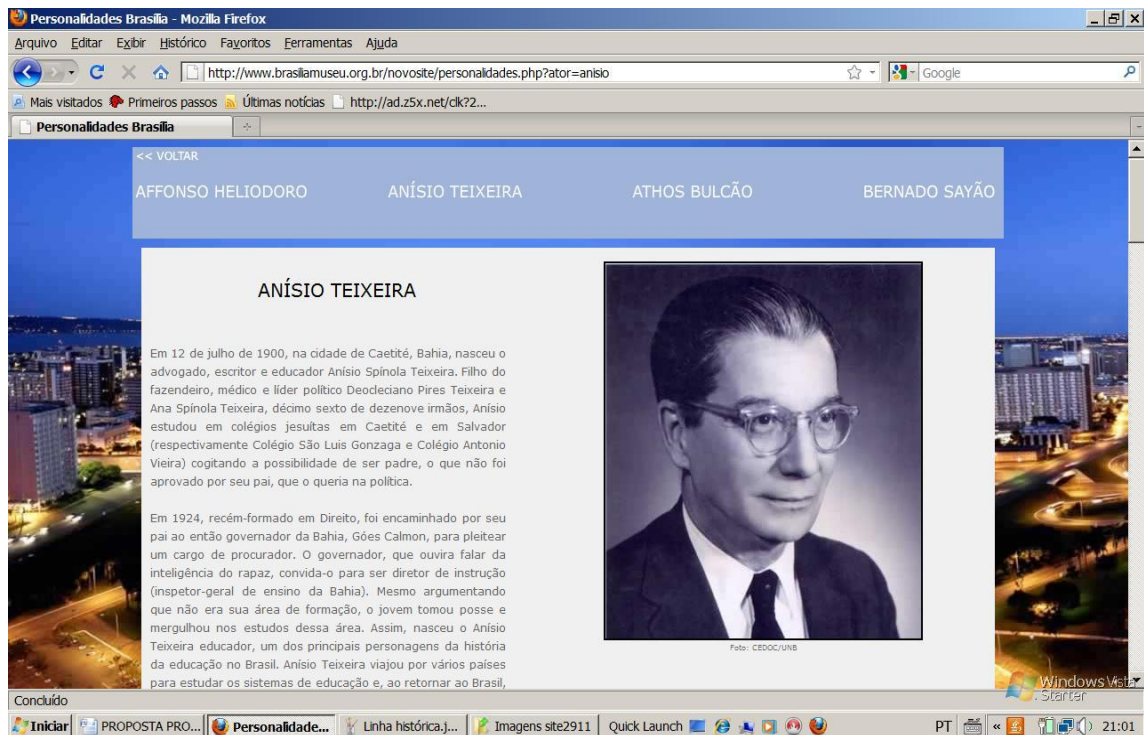 Personalidades Brasília - Mozilla Firefox
Arquivo Editar Exibir Histórico Favoritos Ferramentas Ajuda
http://www.brasiliamuseu.org.br/novosite/personalidades.php?ator=anisio
Google
Mais visitados Primeiros passos Últimas notícias http://ad.z5x.net/clk?2...
Personalidades Brasília
<< VOLTAR
AFFONSO HELIODORO ANÍSIO TEIXEIRA ATHOS BULCÃO BERNADO SAYÃO
ANÍSIO TEIXEIRA
Em 12 de julho de 1900, na cidade de Caetité, Bahia, nasceu o
advogado, escritor e educador Anísio Spínola Teixeira. Filho do
fazendeiro, médico e líder político Deocleciano Pires Teixeira e
Ana Spínola Teixeira, décimo sexto de dezenove irmãos, Anísio
estudou em colégios jesuítas em Caetité e em Salvador
(respectivamente Colégio São Luis Gonzaga e Colégio Antonio
Vieira) cogitando a possibilidade de ser padre, o que não foi
aprovado por seu pai, que o queria na política.
Em 1924, recém-formado em Direito, foi encaminhado por seu
pai ao então governador da Bahia, Góes Calmon, para pleitear
um cargo de procurador. O governador, que ouvira falar da
inteligência do rapaz, convida-o para ser diretor de instrução
(inspetor-geral de ensino da Bahia). Mesmo argumentando
que não era sua área de formação, o jovem tomou posse e
mergulhou nos estudos dessa área. Assim, nasceu o Anísio
Teixeira educador, um dos principais personagens da história
da educação no Brasil. Anísio Teixeira viajou por vários países
para estudar os sistemas de educação e, ao retornar ao Brasil,
Foto: CEDOC/UNB
Windows Vista
Starter
Concluído
Iniciar PROPOSTA PRO... Personalidade... Linha histórica.j... Imagens site2911 Quick Launch PT « 21:01